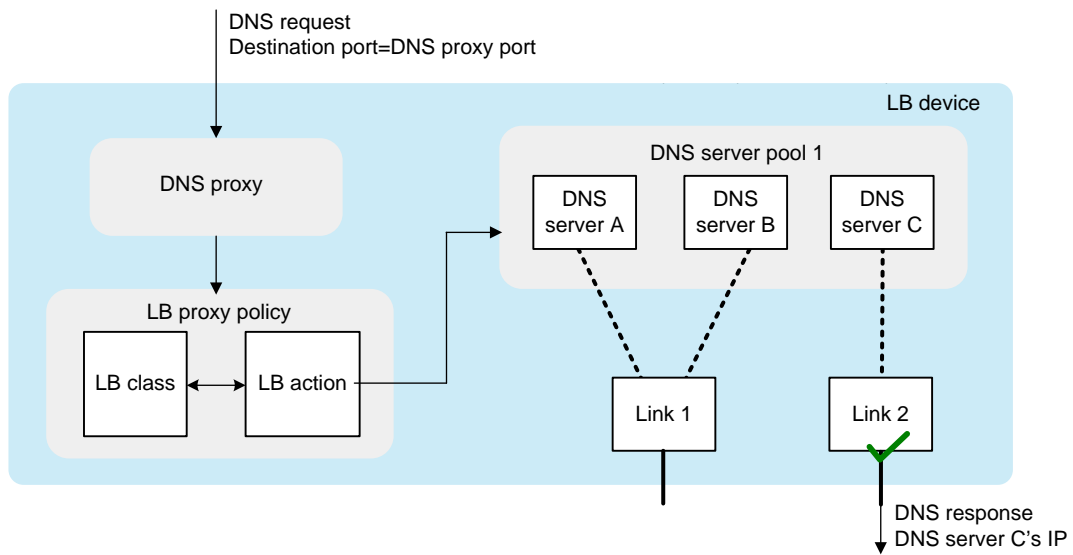 DNS request
Destination port=DNS proxy port
LB device
DNS proxy
DNS server pool 1
DNS
server A
DNS
server B
DNS
server C
LB proxy policy
LB class
LB action
Link 1
Link 2
DNS response
DNS server C's IP